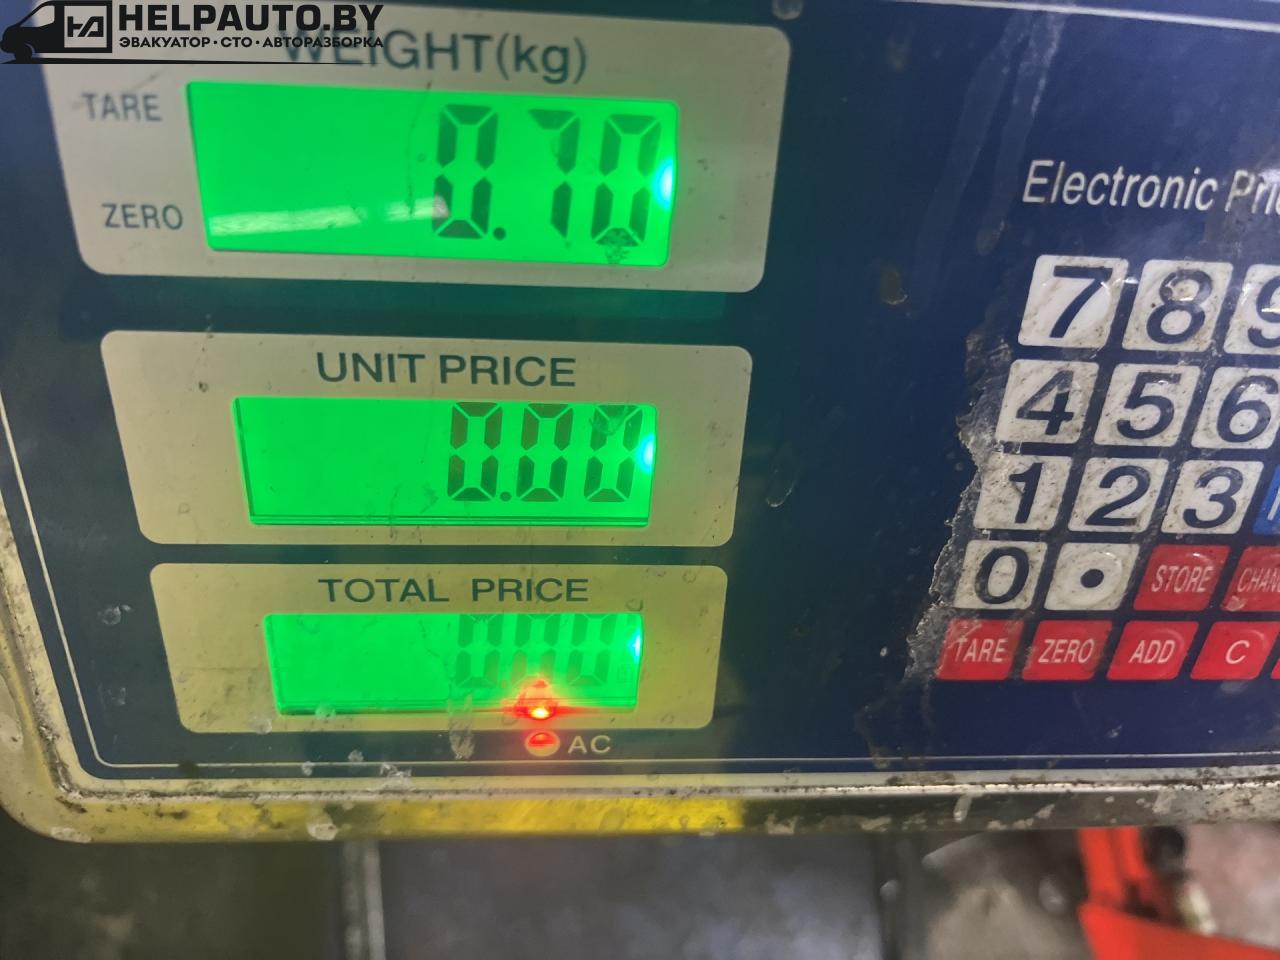 HELPAUTO.BY
ЭВАКУАТОР • СТО • АВТОРАЗБОРКА
WEIGHT(kg)
TARE
0.70
ZERO
UNIT PRICE
0.00
TOTAL PRICE
0.00
AC
Electronic
7 8 9
4 5 6
1 2 3
0 •
STORE
TARE ZERO ADD C